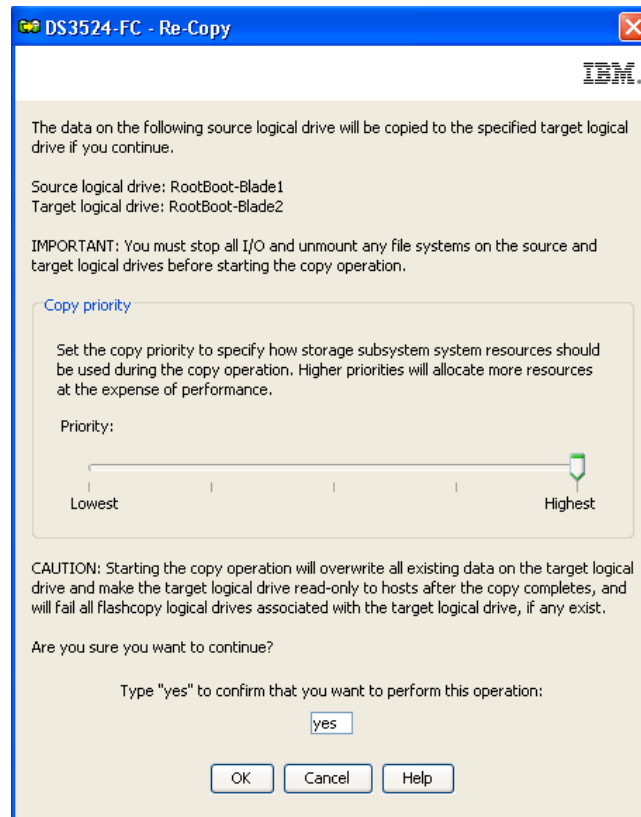 DS3524-FC - Re-Copy
IBM.
The data on the following source logical drive will be copied to the specified target logical
drive if you continue.
Source logical drive: RootBoot-Blade1
Target logical drive: RootBoot-Blade2
IMPORTANT: You must stop all I/O and unmount any file systems on the source and
target logical drives before starting the copy operation.
Copy priority
Set the copy priority to specify how storage subsystem system resources should
be used during the copy operation. Higher priorities will allocate more resources
at the expense of performance.
Priority:
Lowest Highest
CAUTION: Starting the copy operation will overwrite all existing data on the target logical
drive and make the target logical drive read-only to hosts after the copy completes, and
will fail all flashcopy logical drives associated with the target logical drive, if any exist.
Are you sure you want to continue?
Type "yes" to confirm that you want to perform this operation:
yes
OK Cancel Help